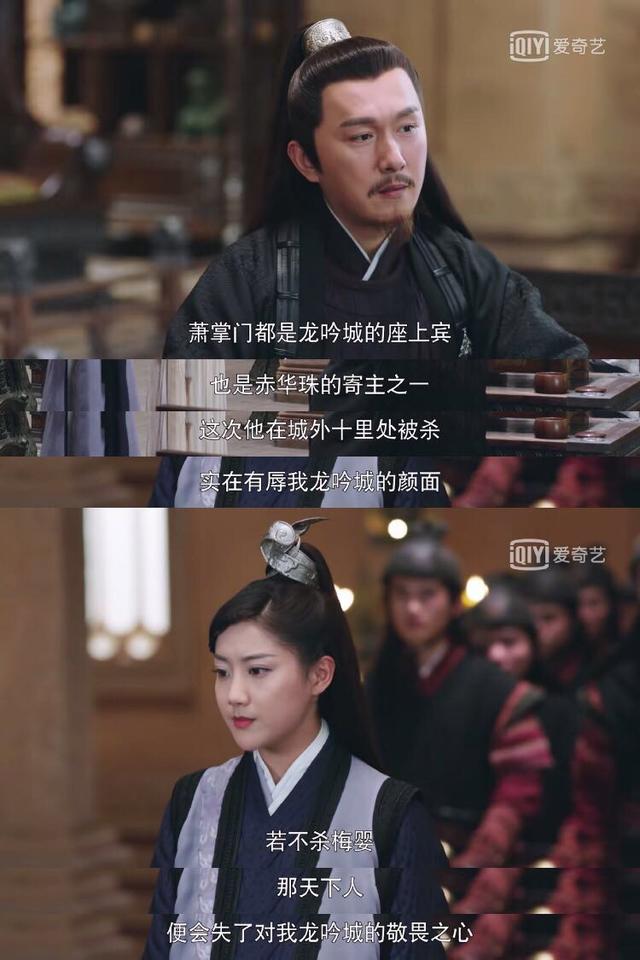 iQIYI 爱奇艺
萧掌门都是龙吟城的座上宾
也是赤华珠的寄主之一
这次他在城外十里处被杀
实在有辱我龙吟城的颜面
iQIYI 爱奇艺
若不杀梅婴
那天下人
便会失了对我龙吟城的敬畏之心